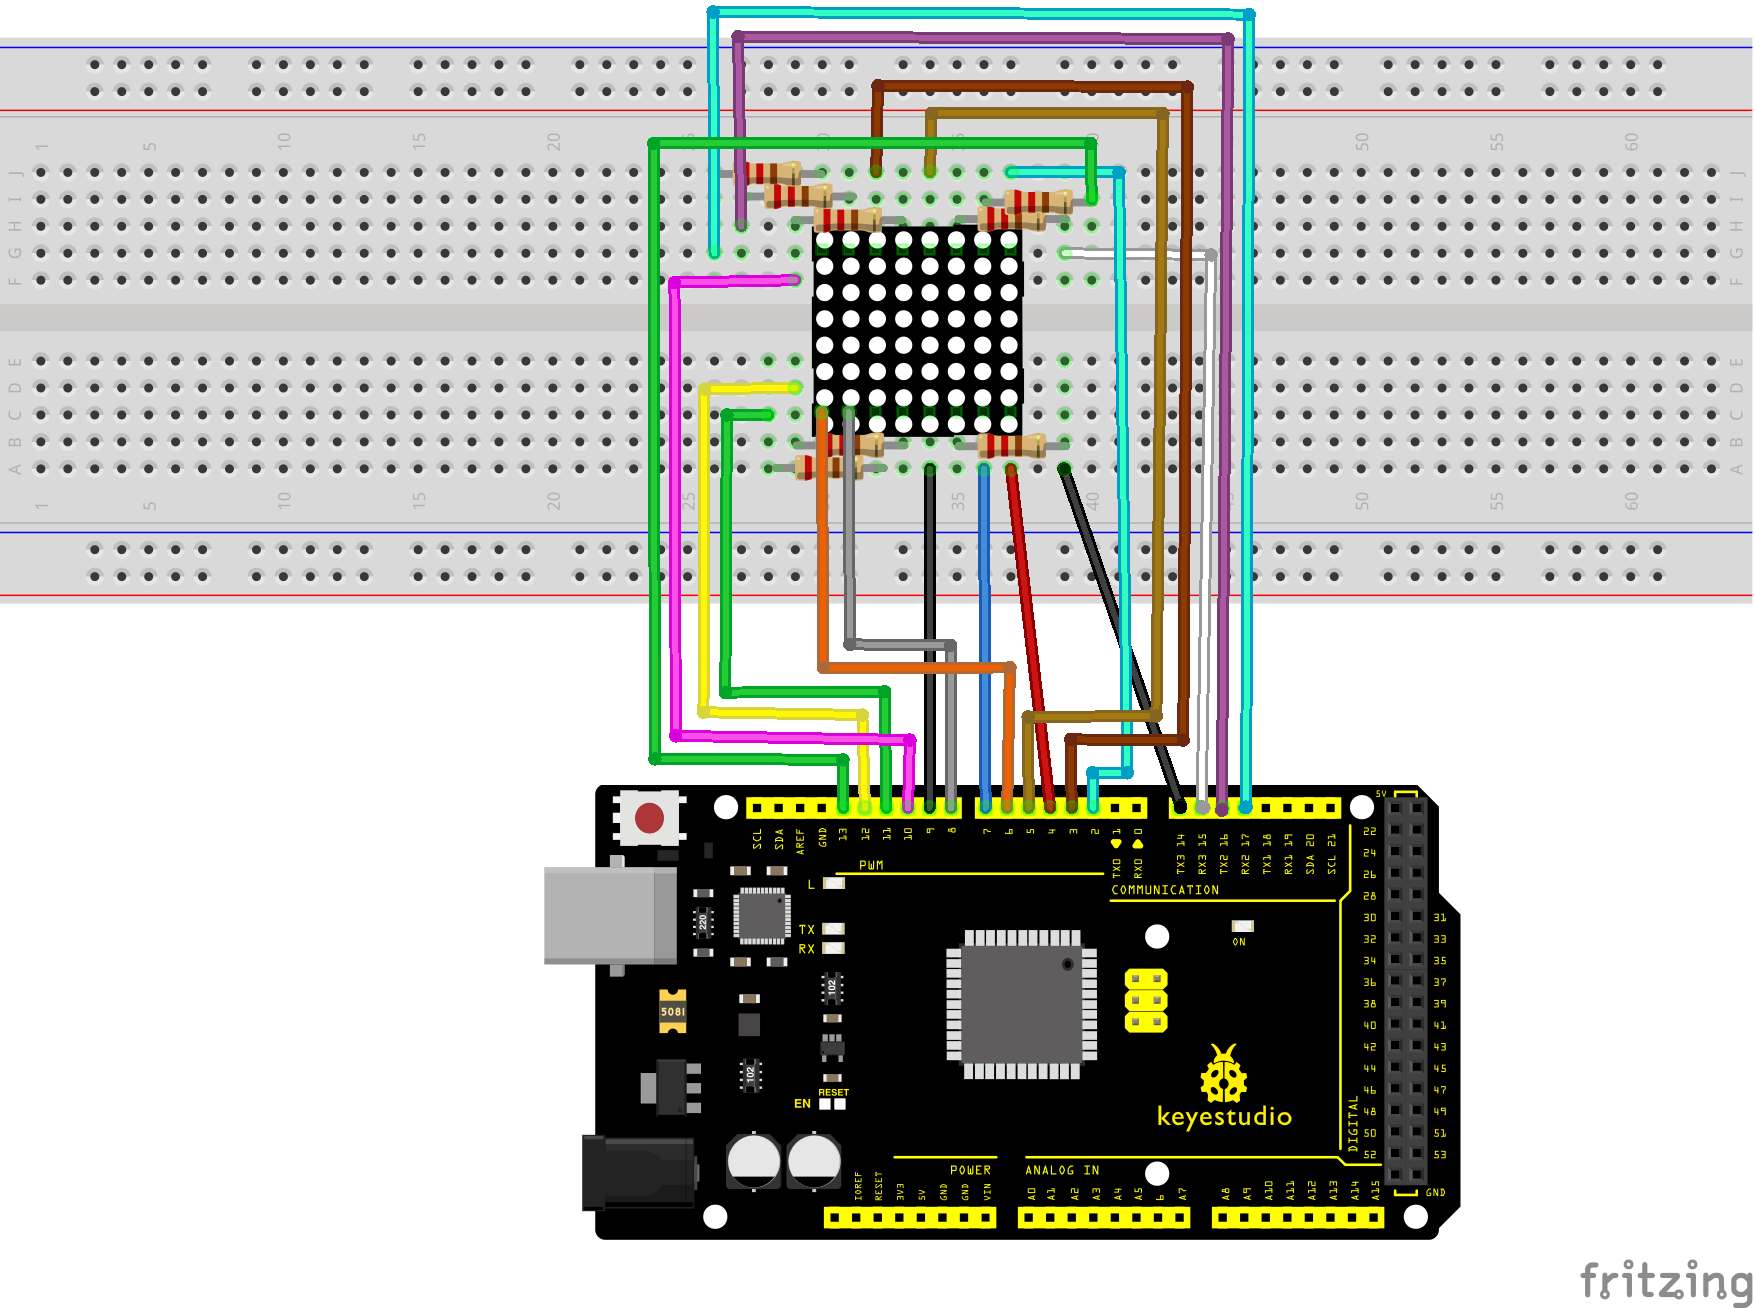 1 5 10 15 20 25 30 35 40 45 50 55 60
J I H G F
J I H G F
E D C B A
E D C B A
1 5 10 15 20 25 35 40 45 50 55 60
SCL SDA AREF GND 13 12 11 10 9 8 7 6 5 4 3 2 1 0 TX3 14 RX3 15 TX2 16 RX2 17 TX1 18 RX1 19 SDA 20 SCL 21
TX0 RX0
5V
PWM
COMMUNICATION
L
TX
RX
220
ON
102
5081
102
RESET
EN
keyestudio
22
24
26
28
30 31
32 33
34 35
36 37
38 39
40 41
42 43
44 45
46 47
48 49
50 51
52 53
DIGITAL
GND
POWER
ANALOG IN
IOREF RESET 3V3 5V GND GND VIN A0 A1 A2 A3 A4 A5 6 A7 A8 A9 A10 A11 A12 A13 A14 A15
fritzing